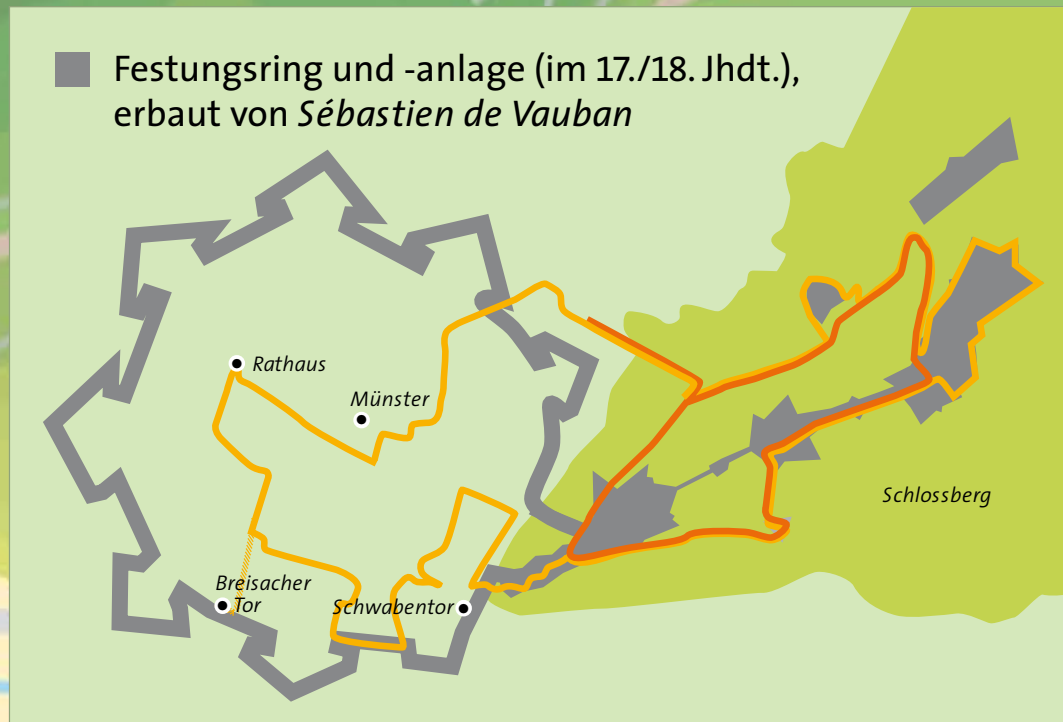 Festungsring und -anlage (im 17./18. Jhdt.),
erbaut von Sébastien de Vauban
Rathaus
Münster
Schlossberg
Breisacher
Tor
Schwabentor